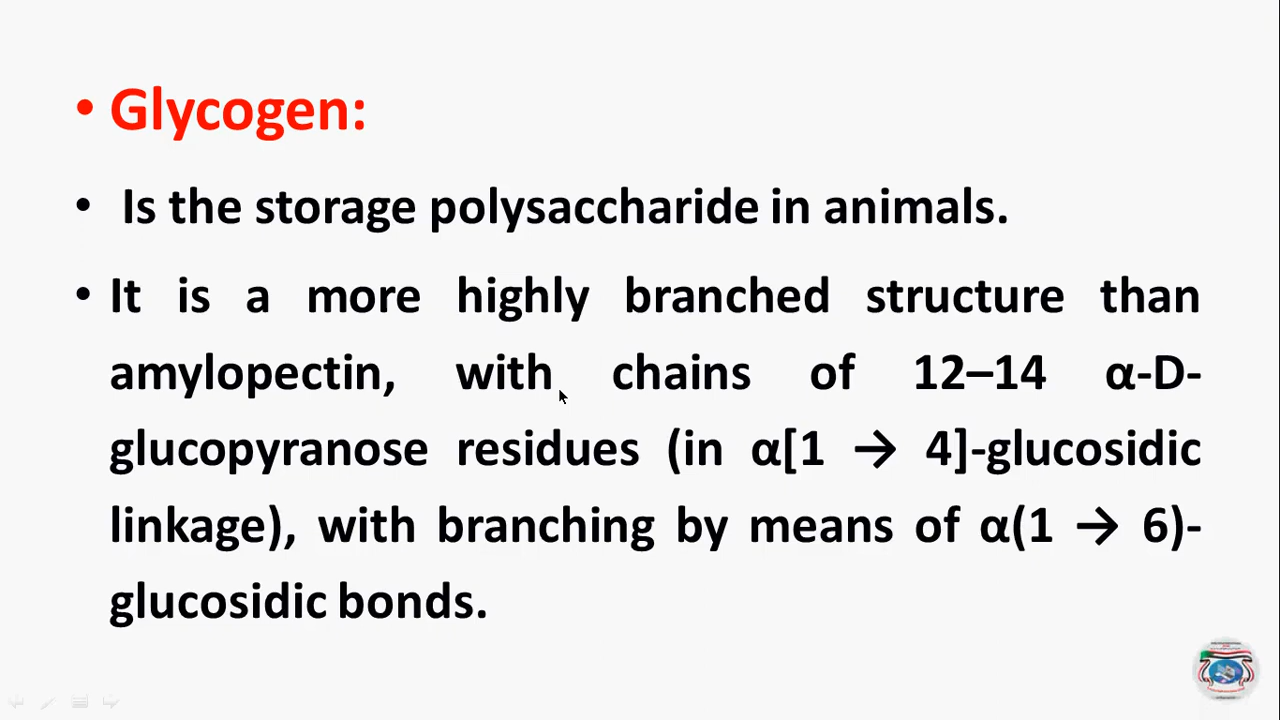 • Glycogen:
• Is the storage polysaccharide in animals.
• It is a more highly branched structure than
amylopectin, with chains of 12–14 α-D-
glucopyranose residues (in α[1 → 4]-glucosidic
linkage), with branching by means of α(1 → 6)-
glucosidic bonds.